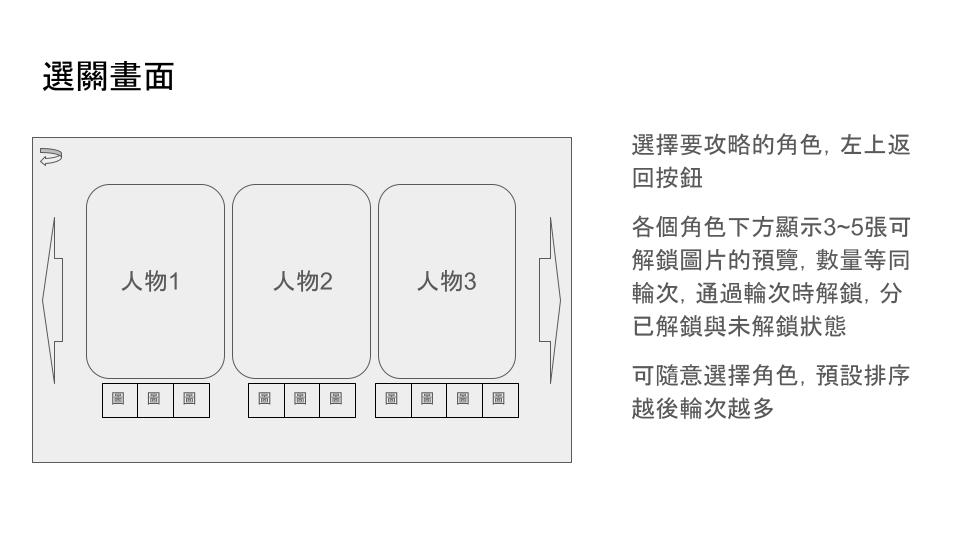 選關畫面
人物1
人物2
人物3
圖 圖 圖
圖 圖 圖
圖 圖 圖 圖
選擇要攻略的角色, 左上返
回按鈕
各個角色下方顯示3~5張可
解鎖圖片的預覽, 數量等同
輪次, 通過輪次時解鎖, 分
已解鎖與未解鎖狀態
可隨意選擇角色, 預設排序
越後輪次越多